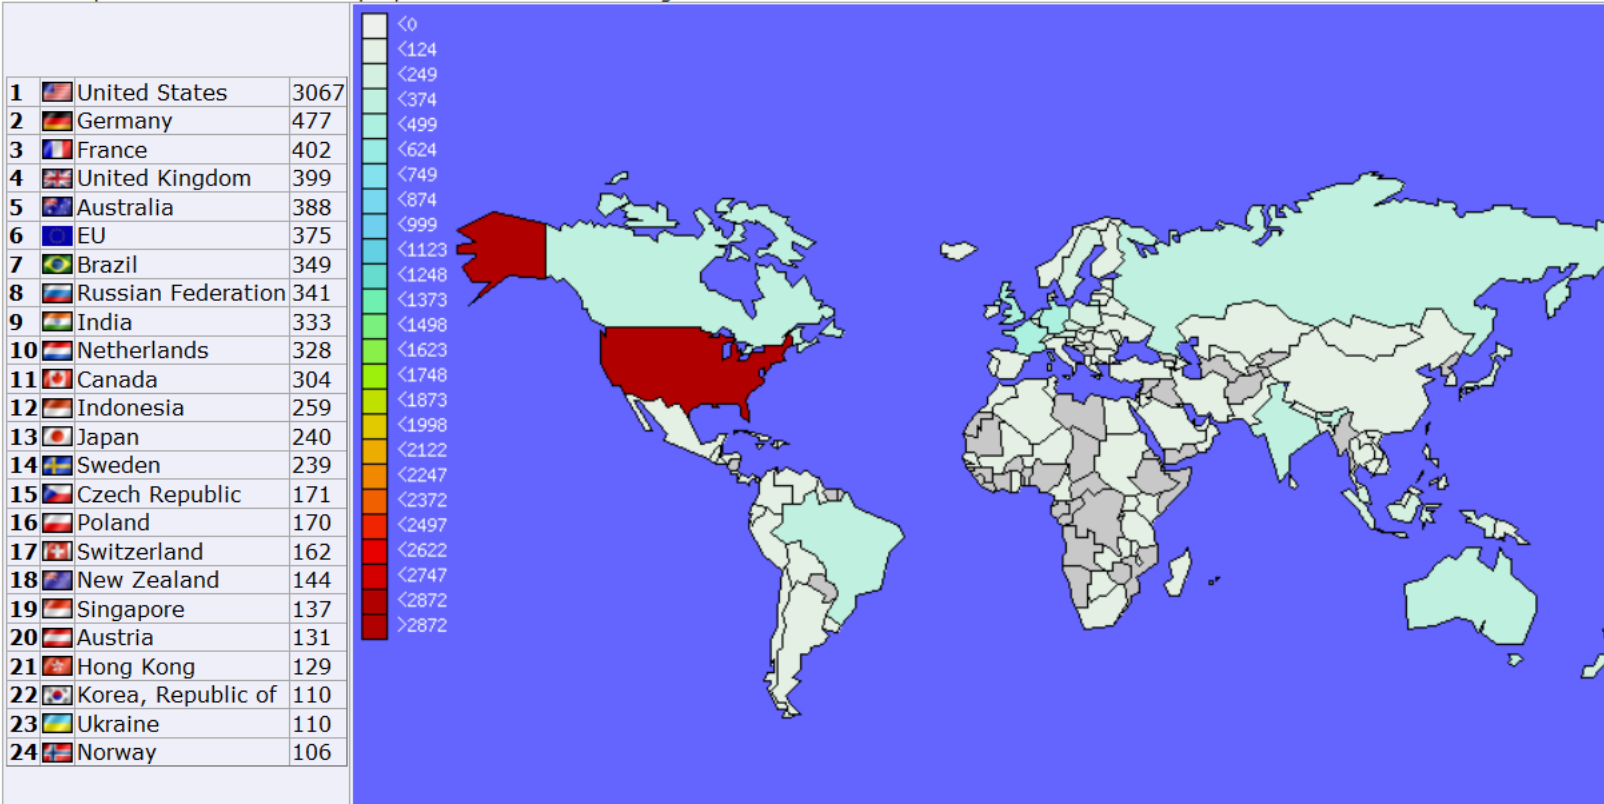 1 United States 3067
2 Germany 477
3 France 402
4 United Kingdom 399
5 Australia 388
6 EU 375
7 Brazil 349
8 Russian Federation 341
9 India 333
10 Netherlands 328
11 Canada 304
12 Indonesia 259
13 Japan 240
14 Sweden 239
15 Czech Republic 171
16 Poland 170
17 Switzerland 162
18 New Zealand 144
19 Singapore 137
20 Austria 131
21 Hong Kong 129
22 Korea, Republic of 110
23 Ukraine 110
24 Norway 106
<0
<124
<249
<374
<499
<624
<749
<874
<999
<1123
<1248
<1373
<1498
<1623
<1748
<1873
<1998
<2122
<2247
<2372
<2497
<2622
<2747
<2872
>2872